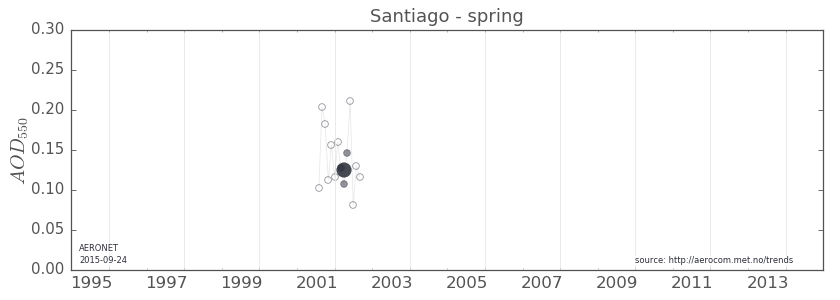 Santiago - spring
0.30
0.25
0.20
0.15
0.10
0.05
0.00
AOD550
AERONET
2015-09-24
source: http://aerocom.met.no/trends
1995 1997 1999 2001 2003 2005 2007 2009 2011 2013